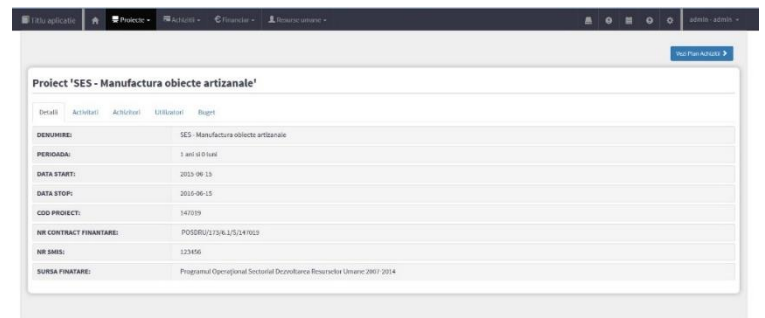 Titlu aplicatie Proiecte Achizitii Financiar Resurse umane admin - admin
Vezi Plan Achizitii
Proiect 'SES - Manufactura obiecte artizanale'
Detalii Activitati Achizitori Utilizatori Buget
DENUMIRE: SES - Manufactura obiecte artizanale
PERIOADA: 1 ani si 0 luni
DATA START: 2015-06-15
DATA STOP: 2016-06-15
COD PROIECT: 147019
NR CONTRACT FINANTARE: POSDRU/173/6.1/S/147019
NR SMIS: 123456
SURSA FINATARE: Programul Operațional Sectorial Dezvoltarea Resurselor Umane 2007-2014